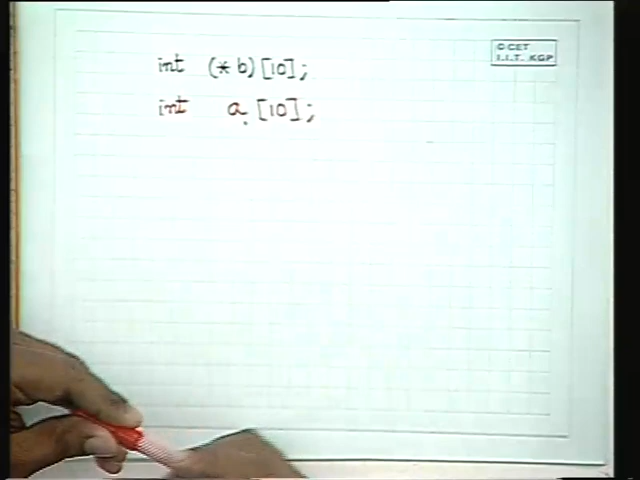 © CET
I.I.T. KGP
int (* b) [10];
int a [10];